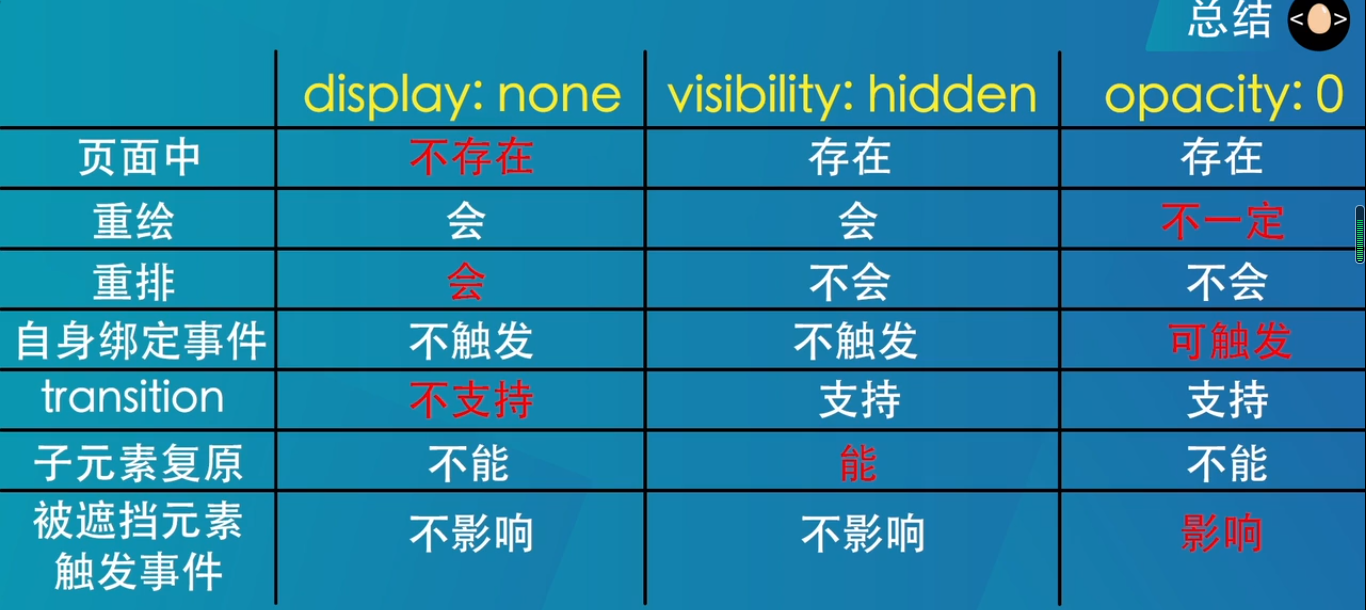 总结 < >
display: none visibility: hidden opacity: 0
页面中 不存在 存在 存在
重绘 会 会 不一定
重排 会 不会 不会
自身绑定事件 不触发 不触发 可触发
transition 不支持 支持 支持
子元素复原 不能 能 不能
被遮挡元素
触发事件 不影响 不影响 影响